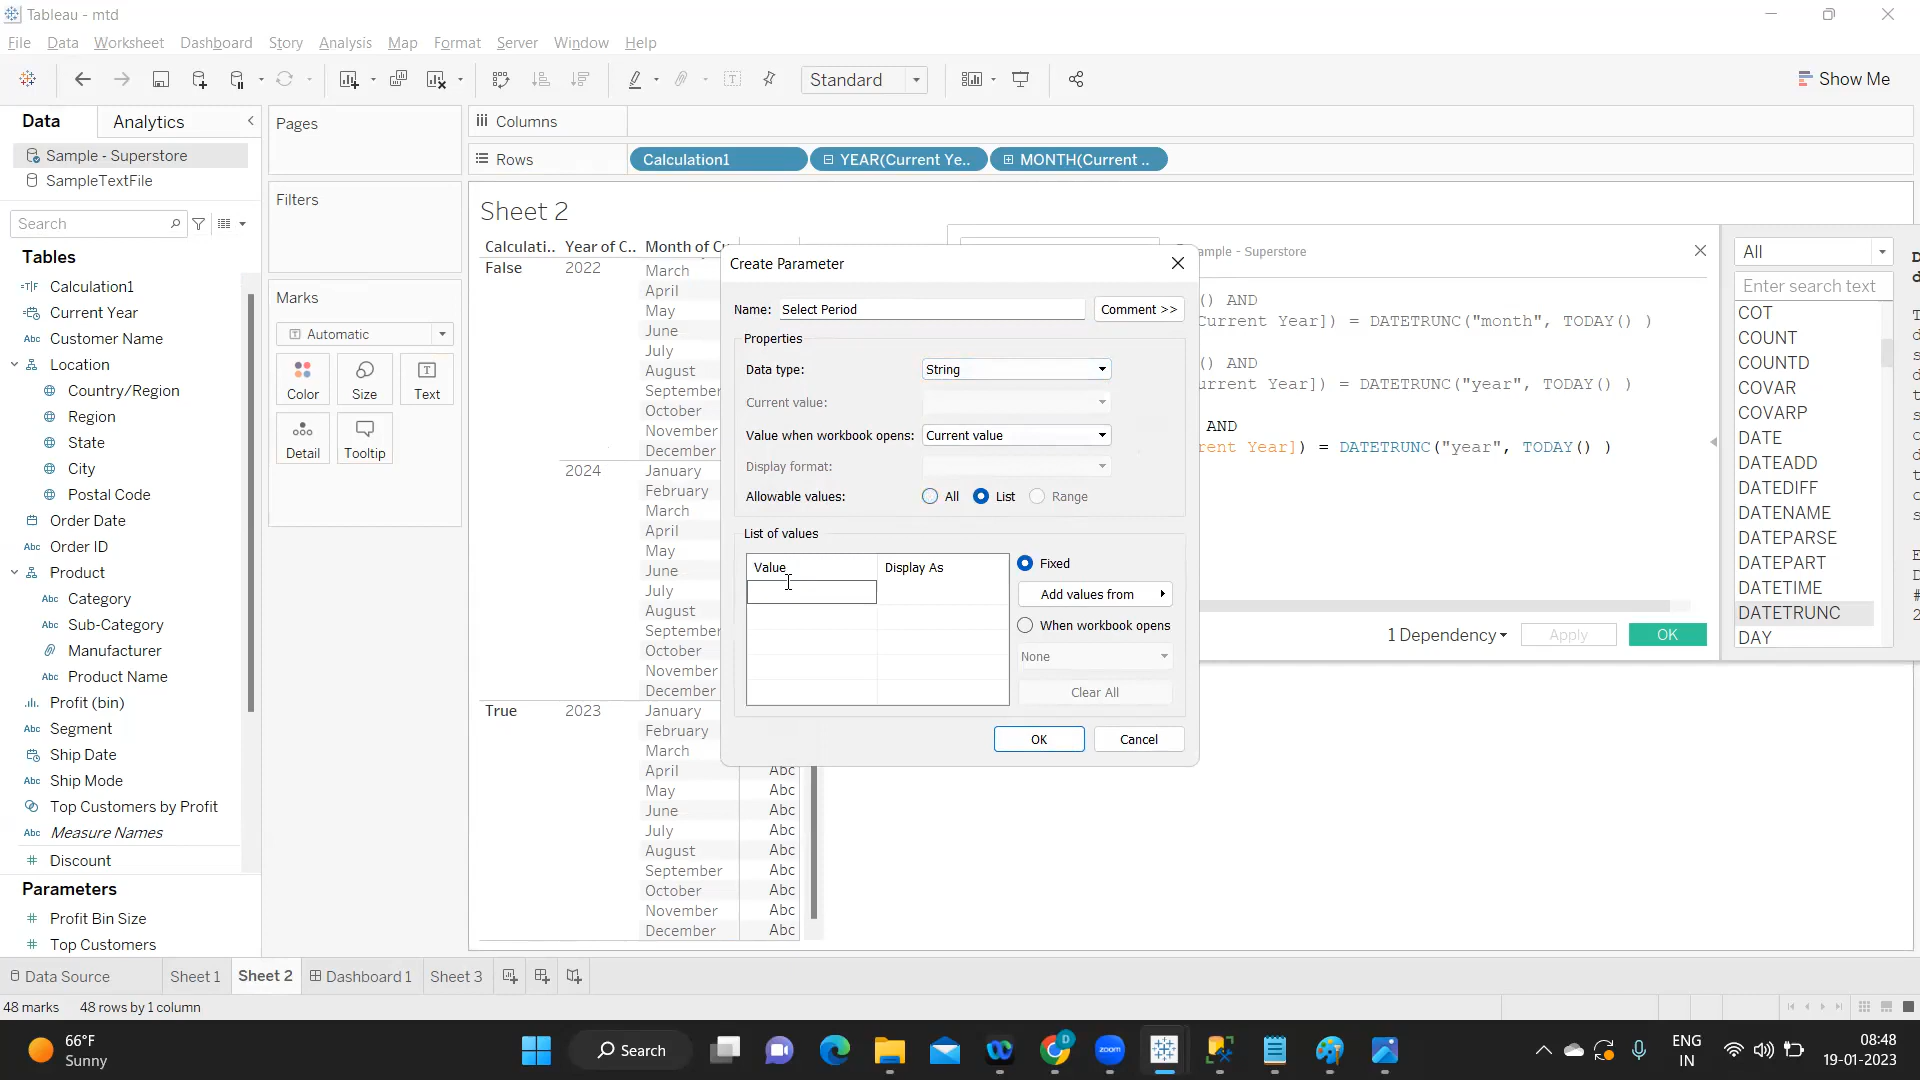 Tableau - mtd
File Data Worksheet Dashboard Story Analysis Map Format Server Window Help
Standard
Show Me
Data
Analytics
Pages
Columns
Sample - Superstore
SampleTextFile
Rows
Calculation1
YEAR(Current Ye..
MONTH(Current ..
Filters
Search
Sheet 2
Tables
Calculation1
Current Year
Customer Name
Location
Country/Region
Region
State
City
Postal Code
Order Date
Order ID
Product
Category
Sub-Category
Manufacturer
Product Name
Profit (bin)
Segment
Ship Date
Ship Mode
Top Customers by Profit
Measure Names
Discount
Parameters
Profit Bin Size
Top Customers
Marks
Automatic
Color
Size
Text
Detail
Tooltip
Calculati.. Year of C.. Month of Cu
False 2022 March
April
May
June
July
August
September
October
November
December
2024 January
February
March
April
May
June
July
August
September
October
November
December
True 2023 January
February
March
April Abc
May Abc
June Abc
July Abc
August Abc
September Abc
October Abc
November Abc
December Abc
Create Parameter
Name: Select Period
Comment >>
Properties
Data type: String
Current value:
Value when workbook opens: Current value
Display format:
Allowable values: All List Range
List of values
Value Display As
Fixed
Add values from
When workbook opens
None
Clear All
OK
Cancel
ample - Superstore
() AND
Current Year]) = DATETRUNC("month", TODAY() )
() AND
urrent Year]) = DATETRUNC("year", TODAY() )
AND
rent Year]) = DATETRUNC("year", TODAY() )
1 Dependency
Apply
OK
All
Enter search text
COT
COUNT
COUNTD
COVAR
COVARP
DATE
DATEADD
DATEDIFF
DATENAME
DATEPARSE
DATEPART
DATETIME
DATETRUNC
DAY
Data Source
Sheet 1
Sheet 2
Dashboard 1
Sheet 3
48 marks 48 rows by 1 column
66°F
Sunny
Search
zoom
ENG
IN
08:48
19-01-2023